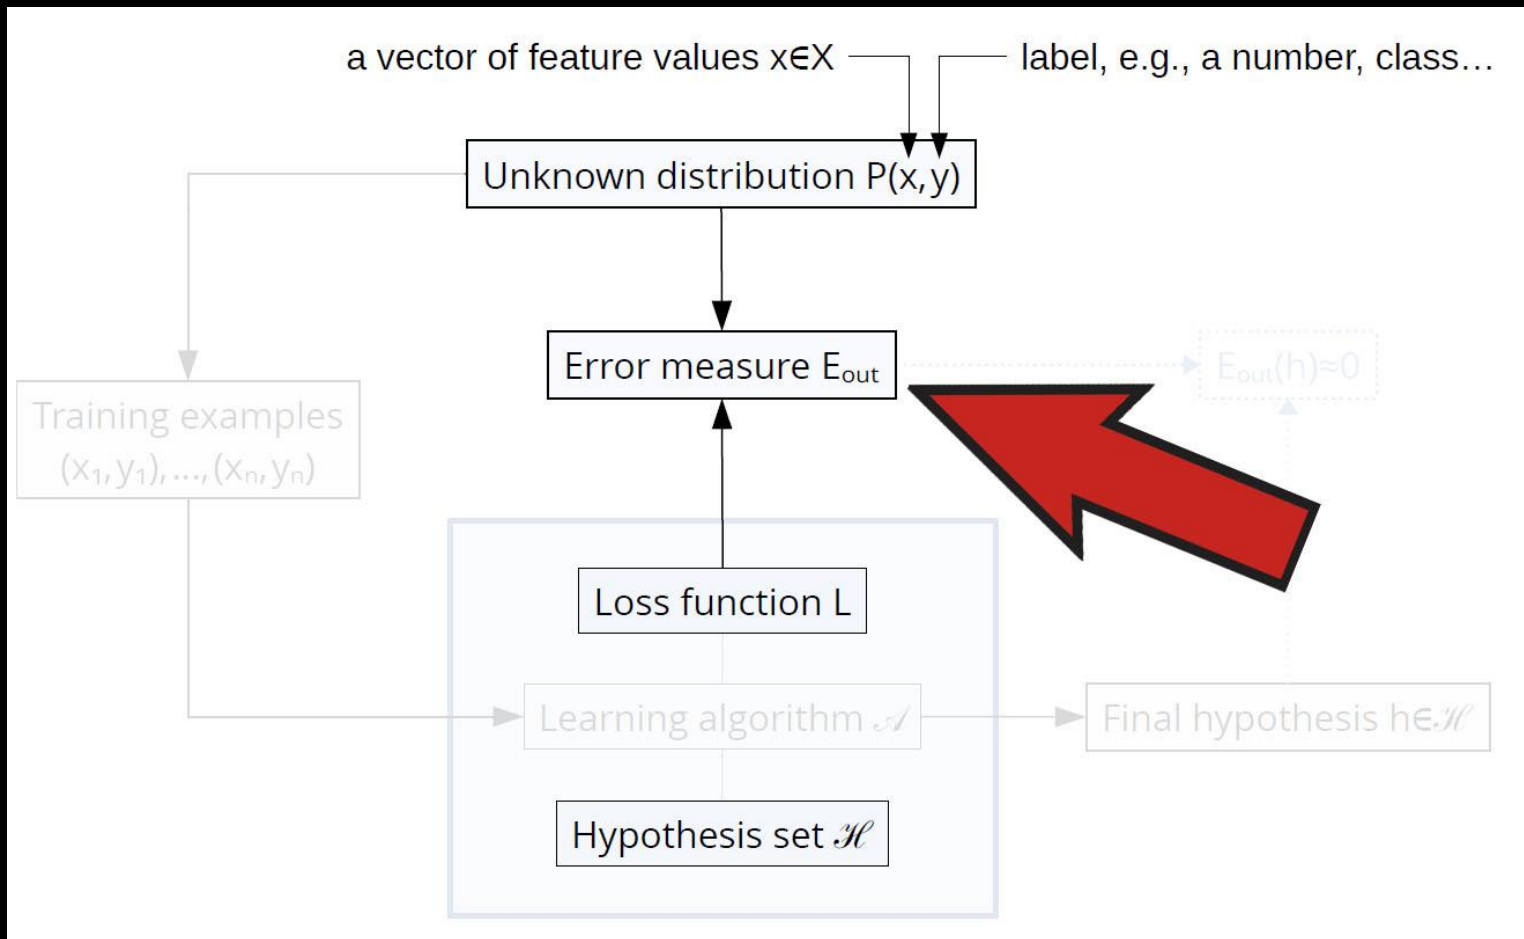 a vector of feature values x∈X
label, e.g., a number, class…
Unknown distribution P(x,y)
Error measure Eₒᵤₜ
Eₒᵤₜ(h)≈0
Training examples
(x₁,y₁),...,(xₙ,yₙ)
Loss function L
Learning algorithm 𝒜
Final hypothesis h∈ℋ
Hypothesis set ℋ